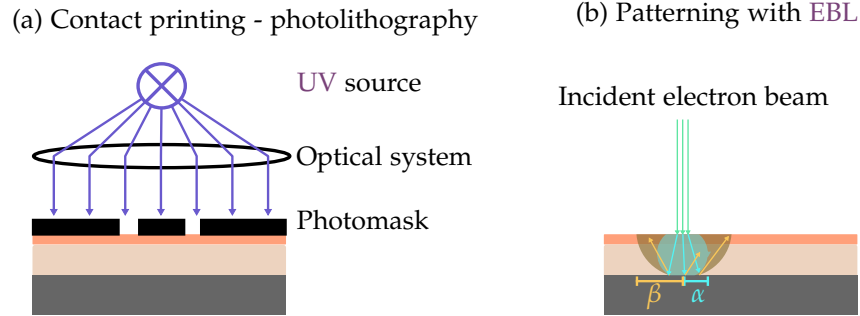 (a) Contact printing - photolithography
UV source
Optical system
Photomask
(b) Patterning with EBL
Incident electron beam
β
α